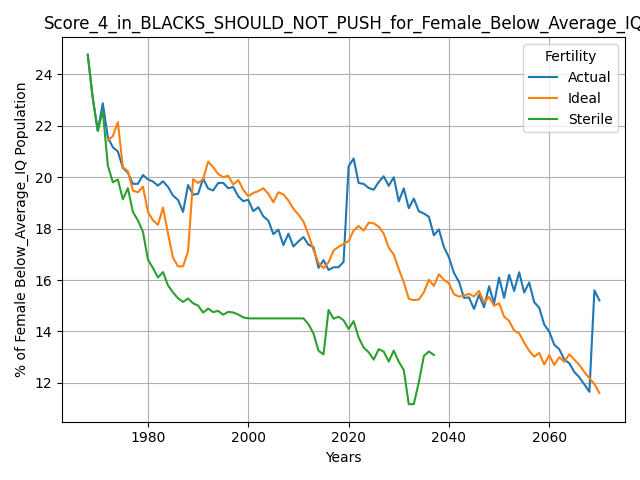 Score_4_in_BLACKS_SHOULD_NOT_PUSH_for_Female_Below_Average_IQ
Fertility
Actual
Ideal
Sterile
% of Female Below_Average_IQ Population
24
22
20
18
16
14
12
1980
2000
2020
2040
2060
Years